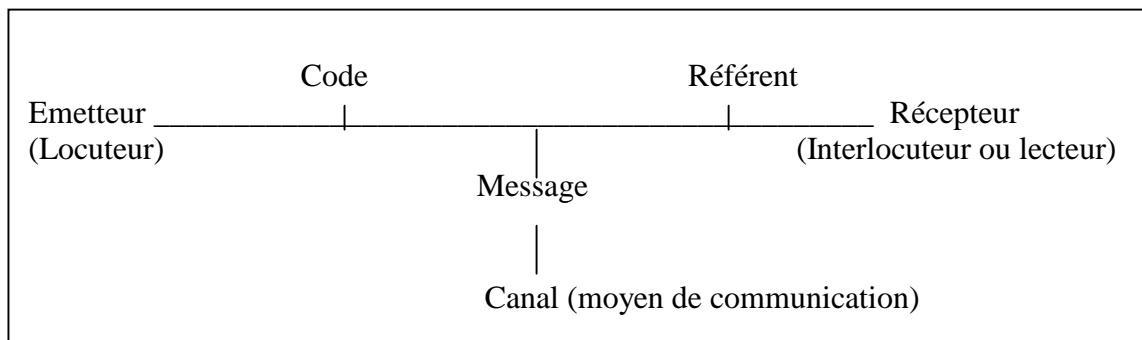 Code Référent
Emetteur Récepteur
(Locuteur) (Interlocuteur ou lecteur)
Message
Canal (moyen de communication)